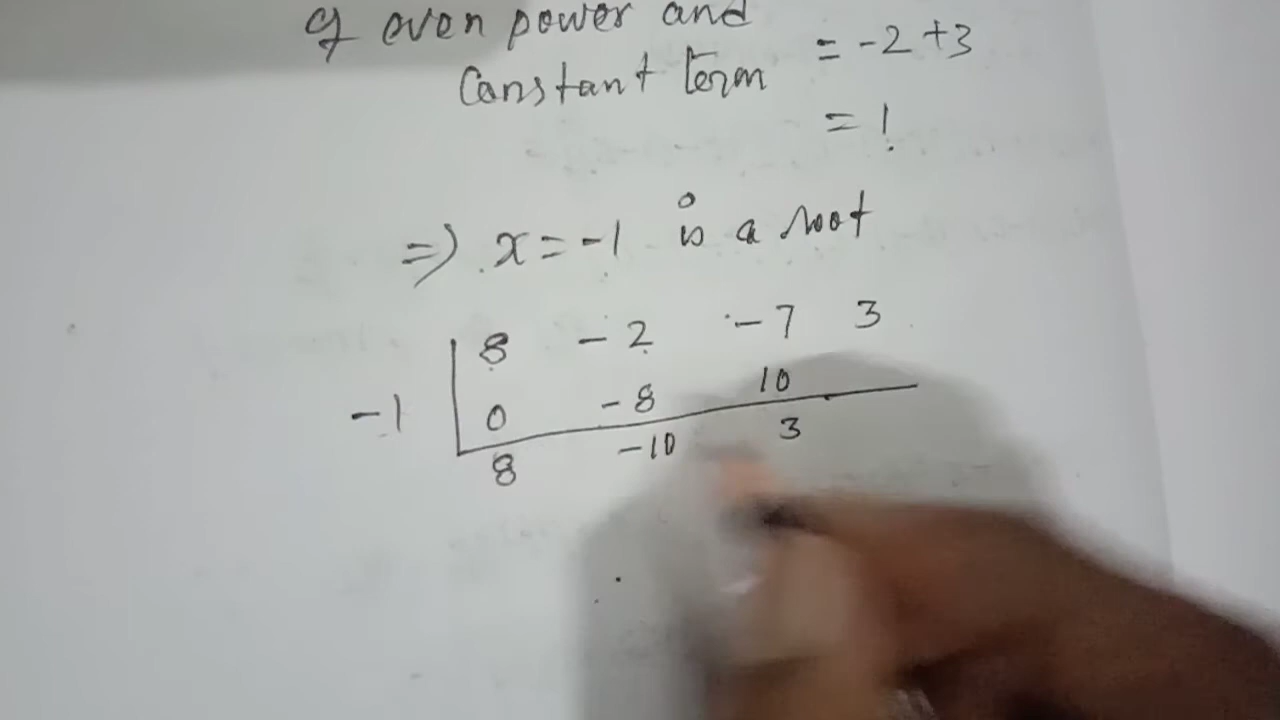 of even power and
constant term = -2+3
= 1
=> x = -1 is a root
8 -2 -7 3
-1 0 -8 10
8 -10 3